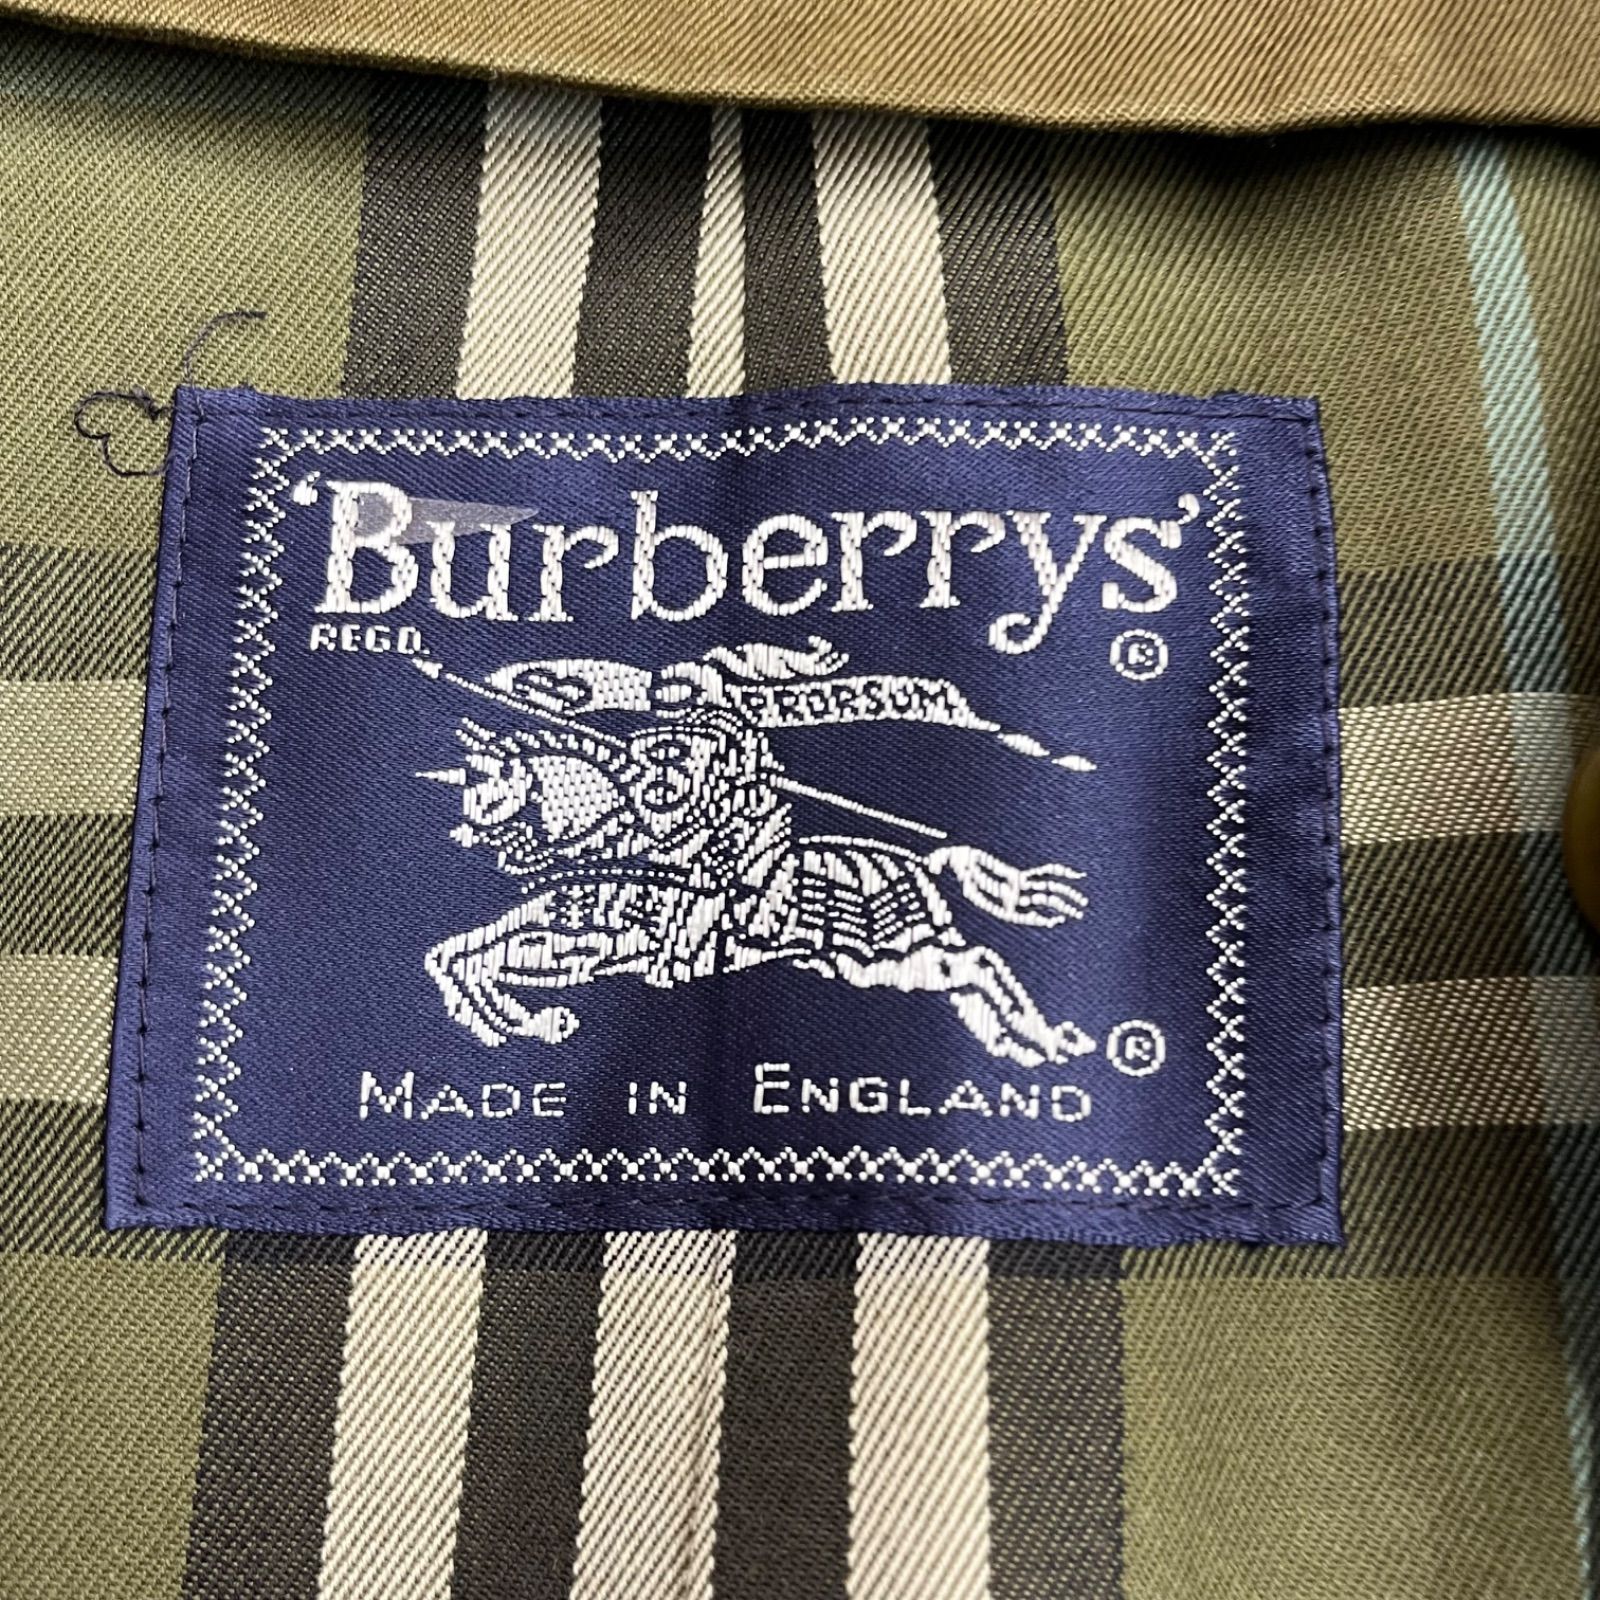 'Burberrys'
REGD. ®
PRORSUM
®
MADE IN ENGLAND